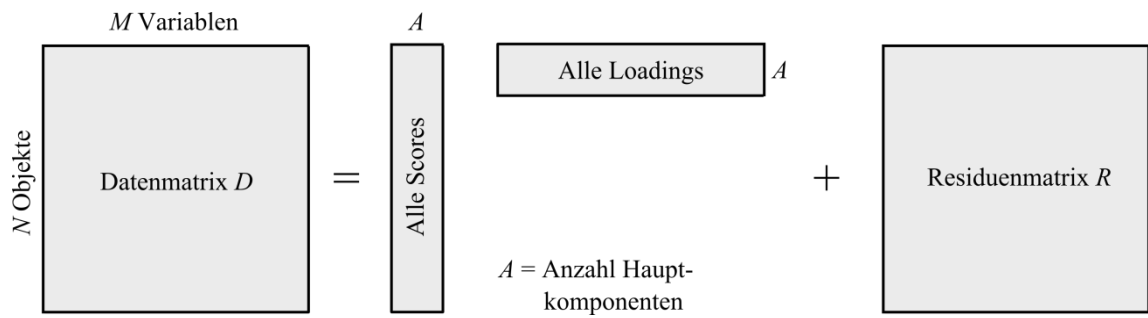 M Variablen
A
N Objekte
Datenmatrix D
=
Alle Scores
Alle Loadings
A
+
Residuenmatrix R
A = Anzahl Haupt-
komponenten